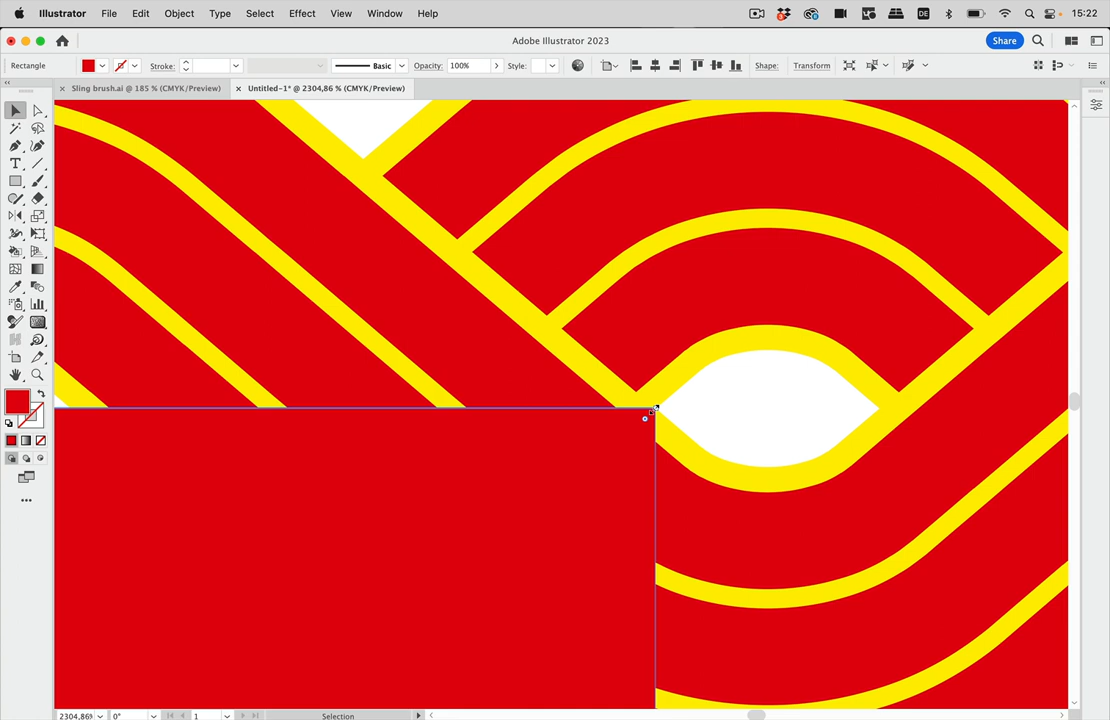 Illustrator File Edit Object Type Select Effect View Window Help DE 15:22
Adobe Illustrator 2023 Share
Rectangle Stroke: Basic Opacity: 100% Style: Shape: Transform
Sling brush.ai @ 185 % (CMYK/Preview) Untitled-1* @ 2304,86 % (CMYK/Preview)
2304,869 0° 1 Selection